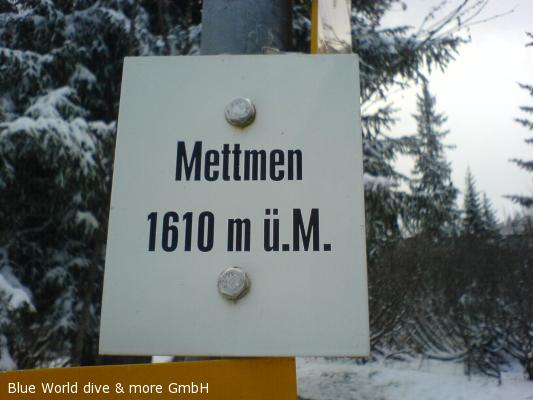 Mettmen
1610 m ü.M.
Blue World dive & more GmbH